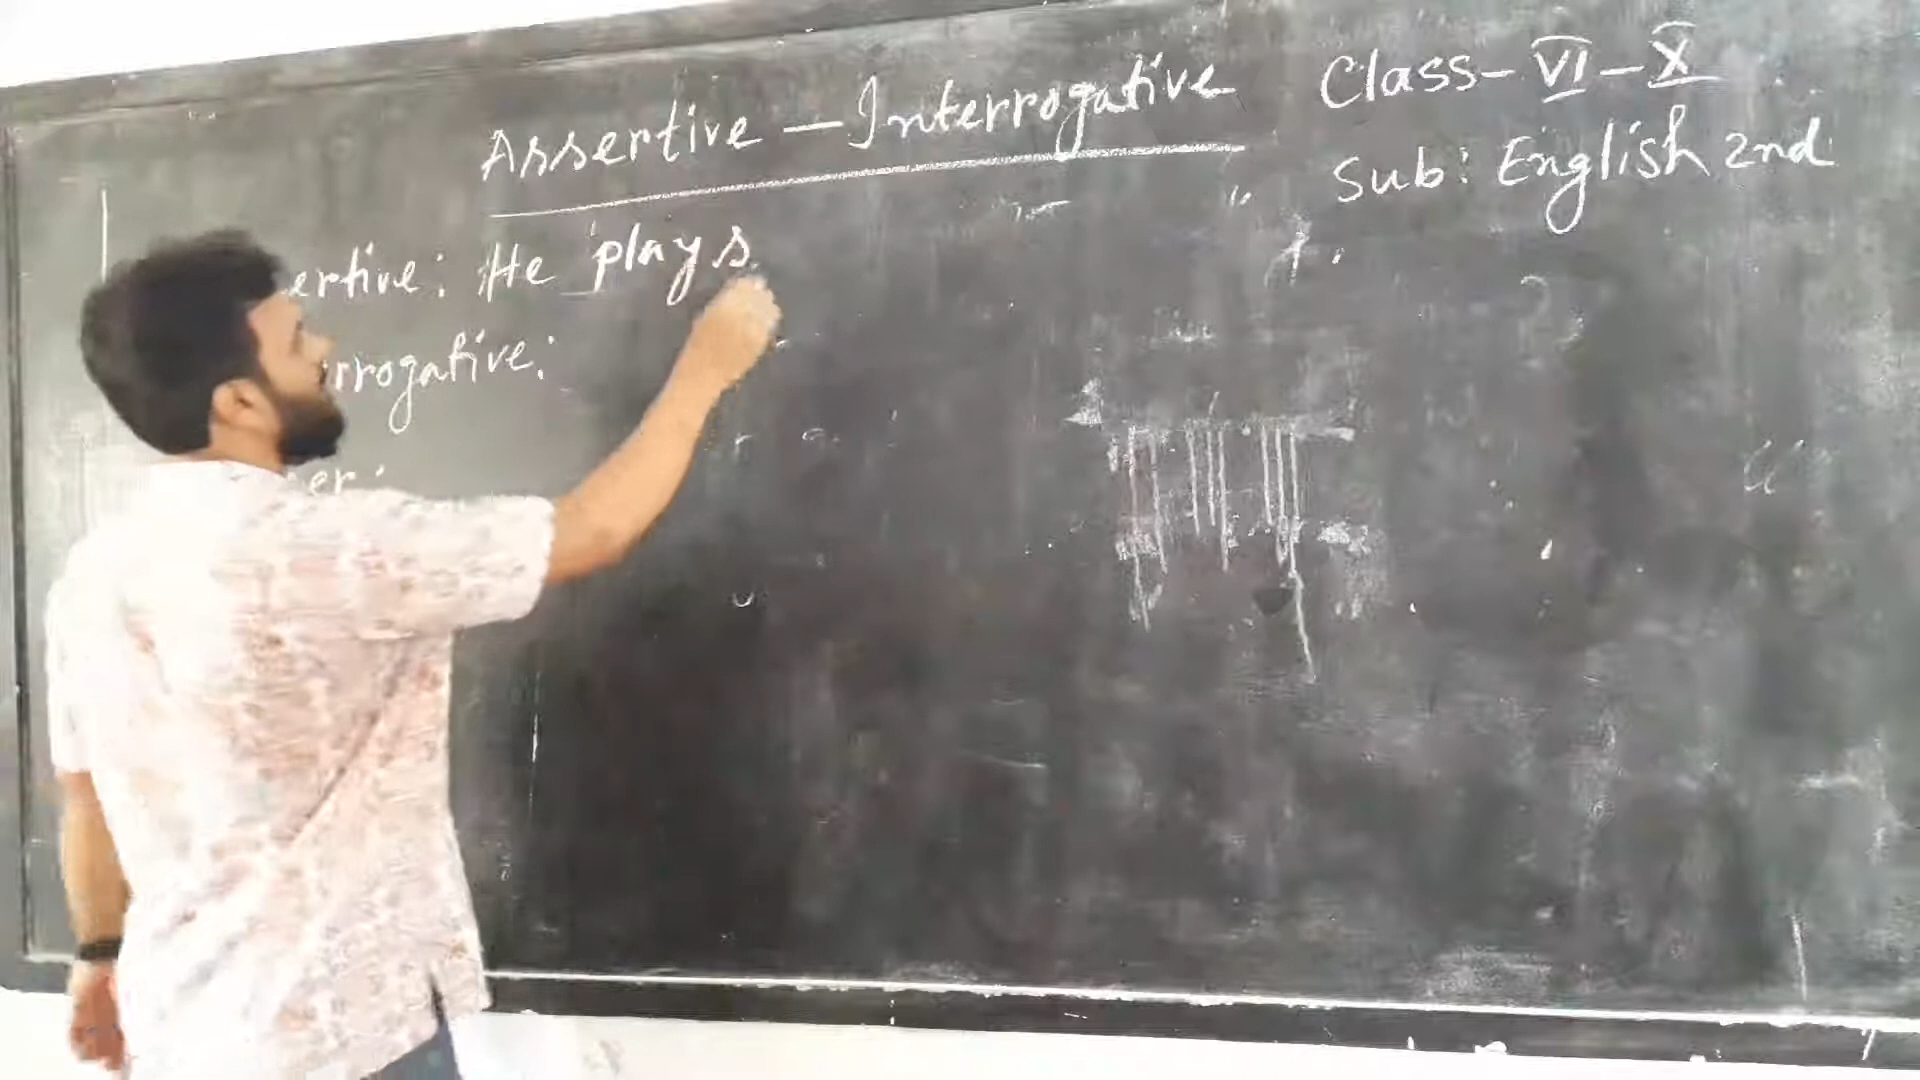 Assertive — Interrogative
Class - VI - X
Sub: English 2nd
ertive: He plays
rrogative:
er: